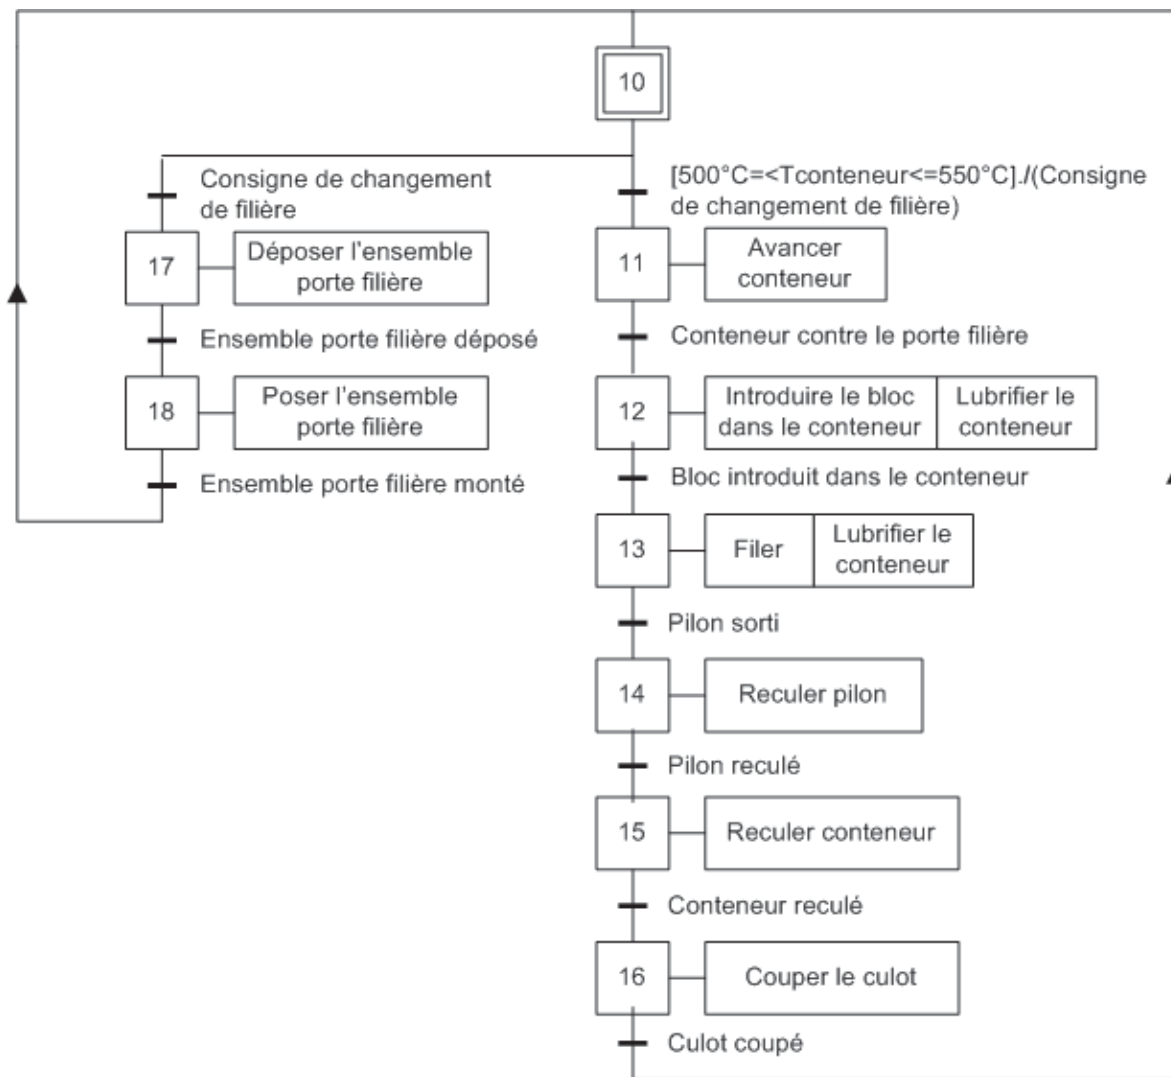 10
Consigne de changement
de filière
17
Déposer l'ensemble
porte filière
Ensemble porte filière déposé
18
Poser l'ensemble
porte filière
Ensemble porte filière monté
[500°C=<Tconteneur<=550°C]./(Consigne
de changement de filière)
11
Avancer
conteneur
Conteneur contre le porte filière
12
Introduire le bloc
dans le conteneur
Lubrifier le
conteneur
Bloc introduit dans le conteneur
13
Filer
Lubrifier le
conteneur
Pilon sorti
14
Reculer pilon
Pilon reculé
15
Reculer conteneur
Conteneur reculé
16
Couper le culot
Culot coupé